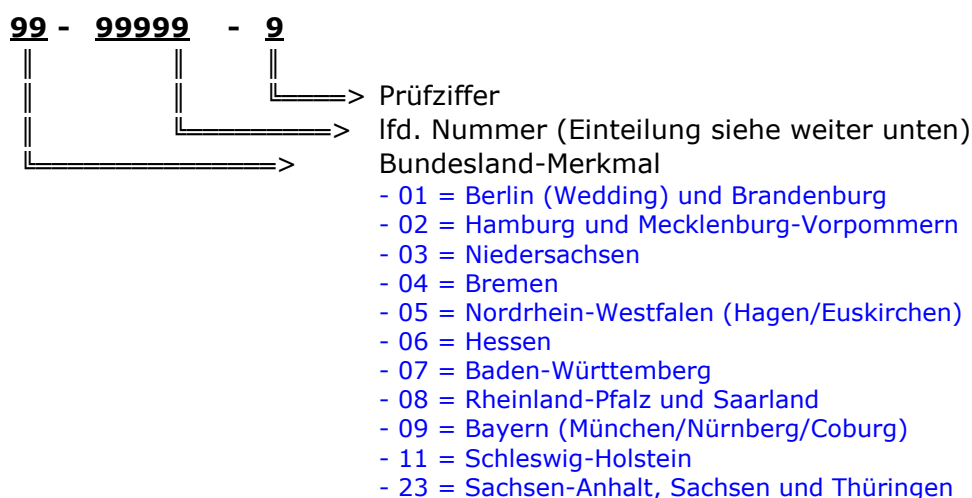 99 - 99999 - 9
Prüfziffer
lfd. Nummer (Einteilung siehe weiter unten)
Bundesland-Merkmal
- 01 = Berlin (Wedding) und Brandenburg
- 02 = Hamburg und Mecklenburg-Vorpommern
- 03 = Niedersachsen
- 04 = Bremen
- 05 = Nordrhein-Westfalen (Hagen/Euskirchen)
- 06 = Hessen
- 07 = Baden-Württemberg
- 08 = Rheinland-Pfalz und Saarland
- 09 = Bayern (München/Nürnberg/Coburg)
- 11 = Schleswig-Holstein
- 23 = Sachsen-Anhalt, Sachsen und Thüringen